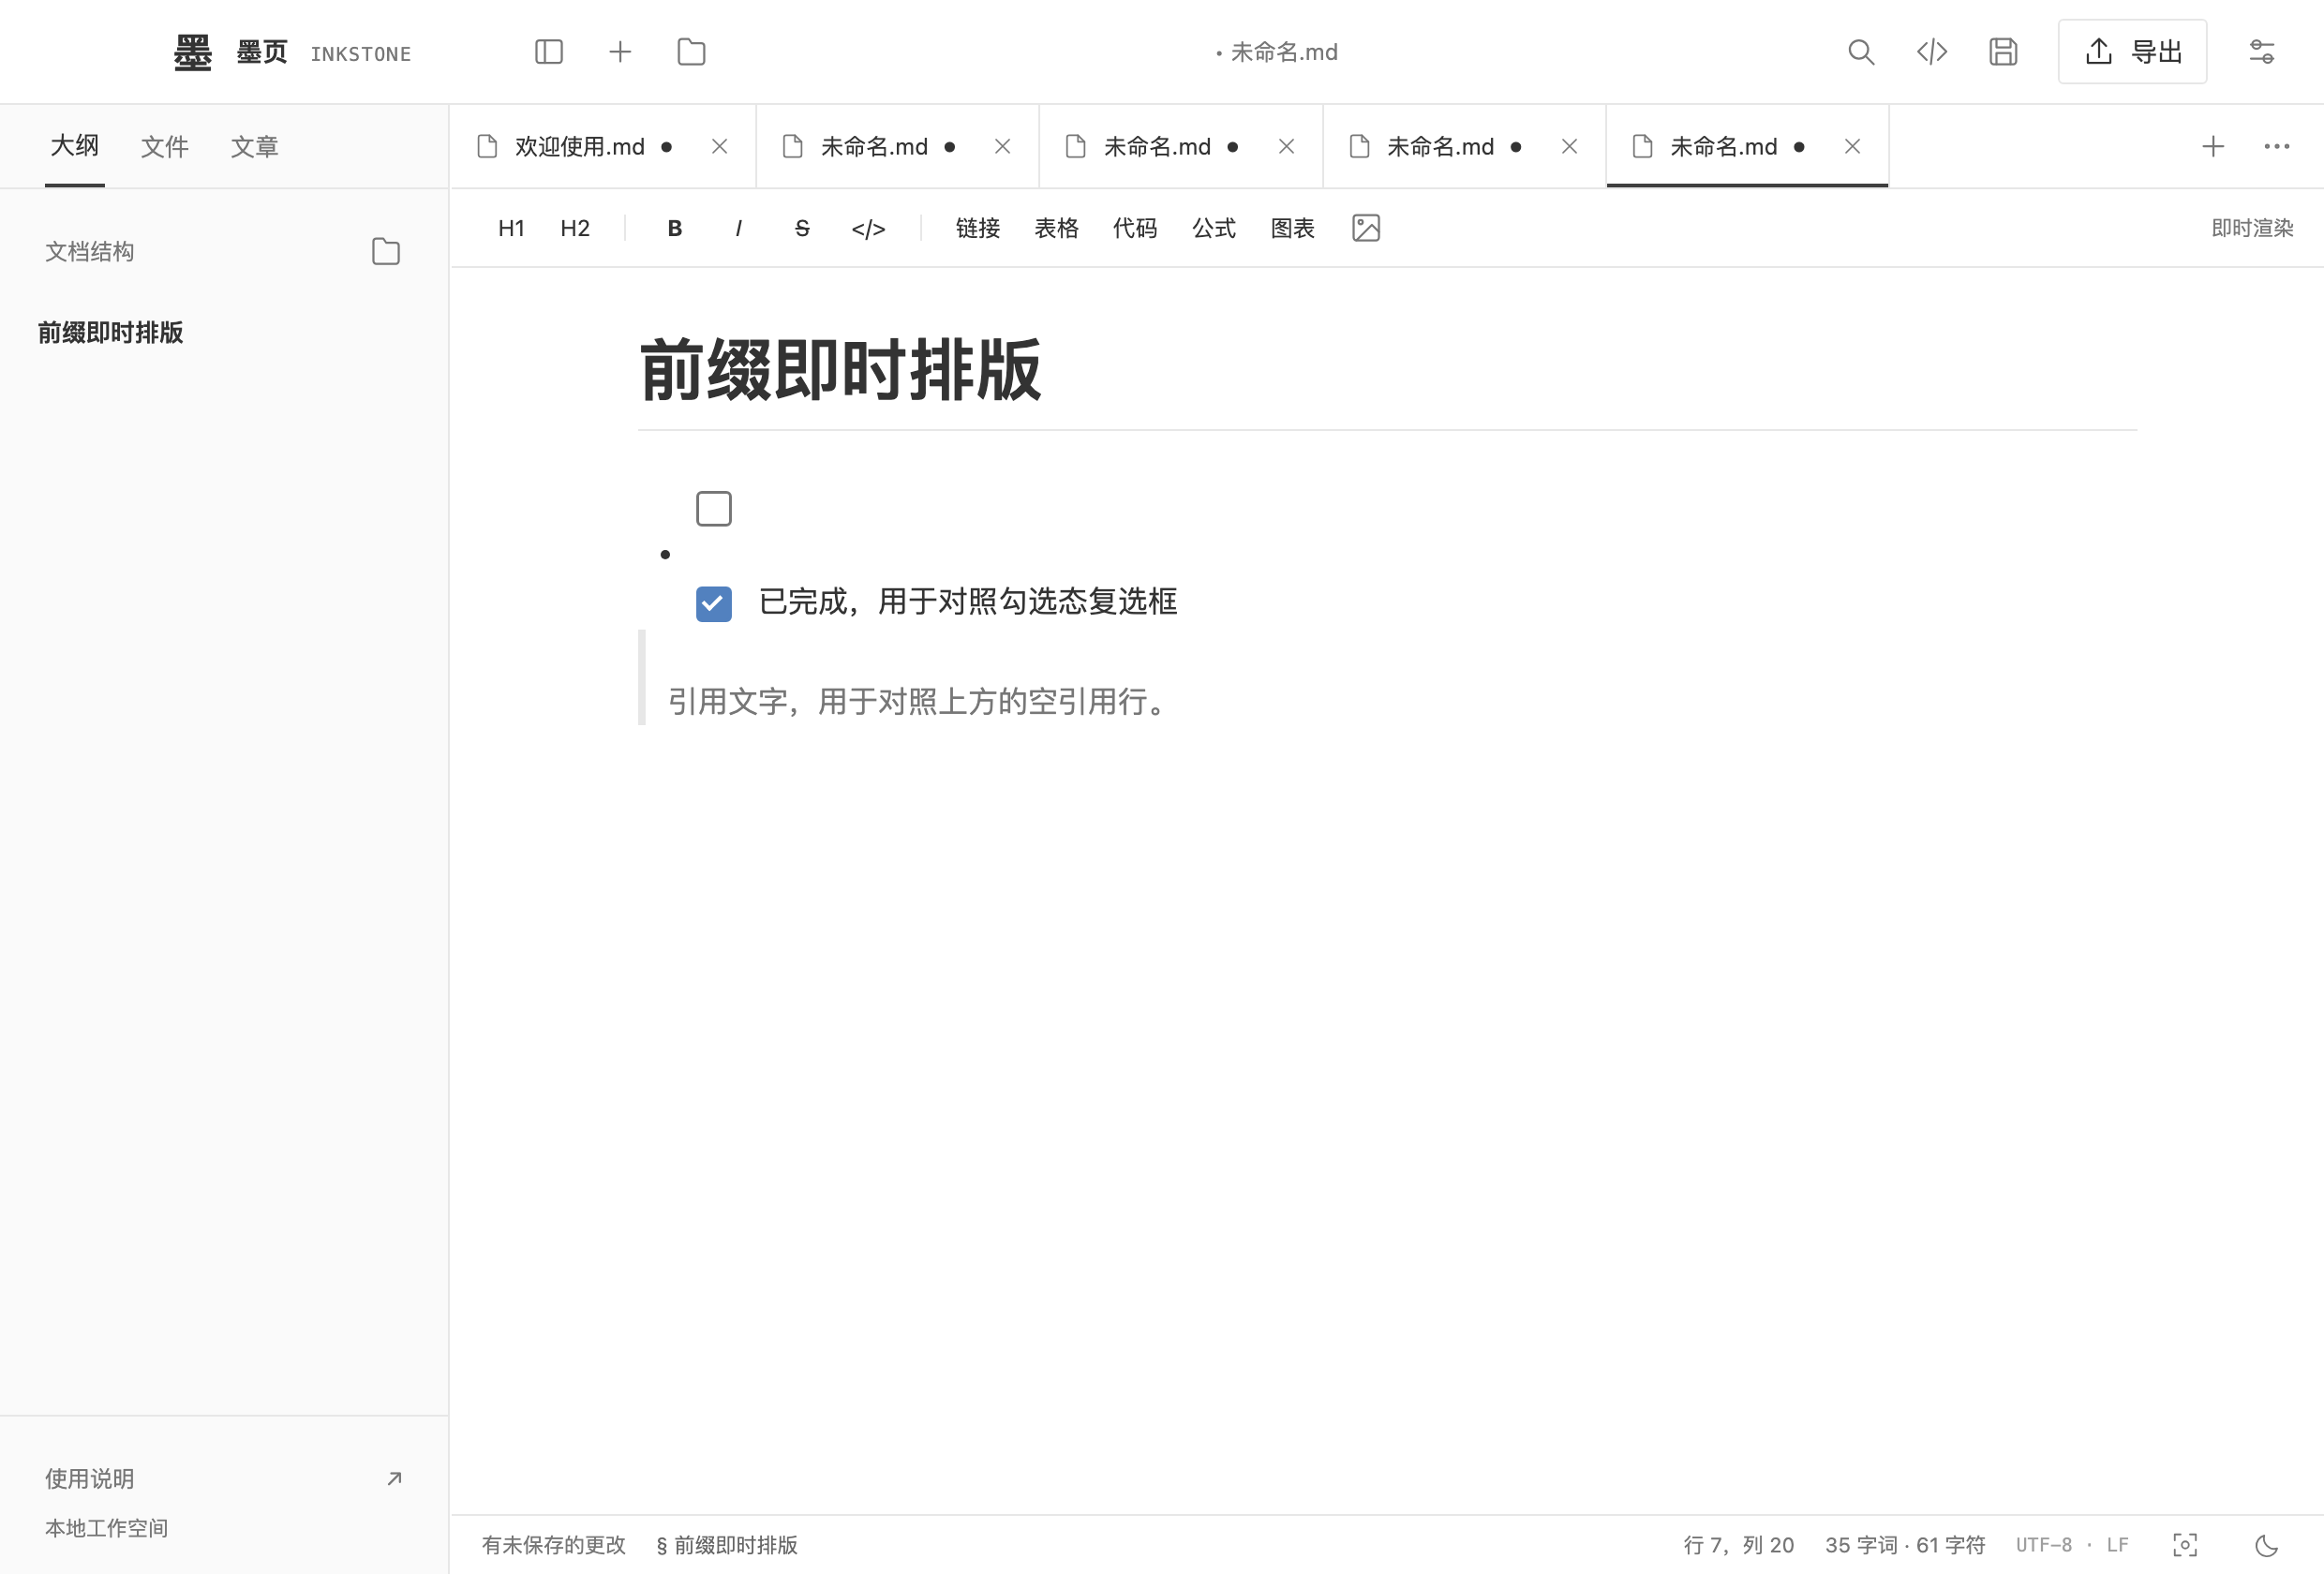 墨 墨页 INKSTONE • 未命名.md 导出
大纲 文件 文章 欢迎使用.md ● 未命名.md ● 未命名.md ● 未命名.md ● 未命名.md ●
H1 H2 B I S </> 链接 表格 代码 公式 图表 即时渲染
文档结构
前缀即时排版
前缀即时排版
已完成，用于对照勾选态复选框
引用文字，用于对照上方的空引用行。
使用说明
本地工作空间
有未保存的更改 § 前缀即时排版 行 7，列 20 35 字词 · 61 字符 UTF-8 · LF